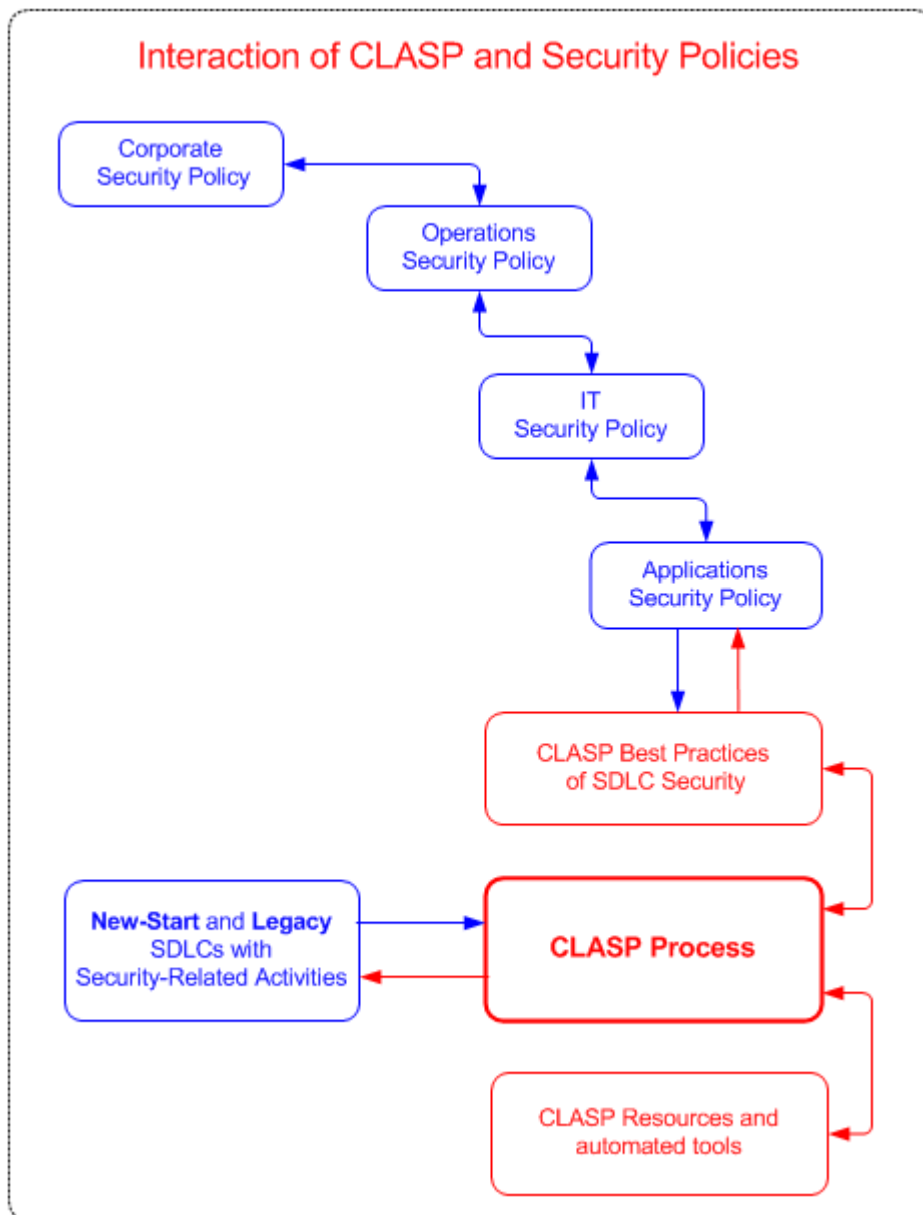 Interaction of CLASP and Security Policies
Corporate
Security Policy
Operations
Security Policy
IT
Security Policy
Applications
Security Policy
CLASP Best Practices
of SDLC Security
New-Start and Legacy
SDLCs with
Security-Related Activities
CLASP Process
CLASP Resources and
automated tools